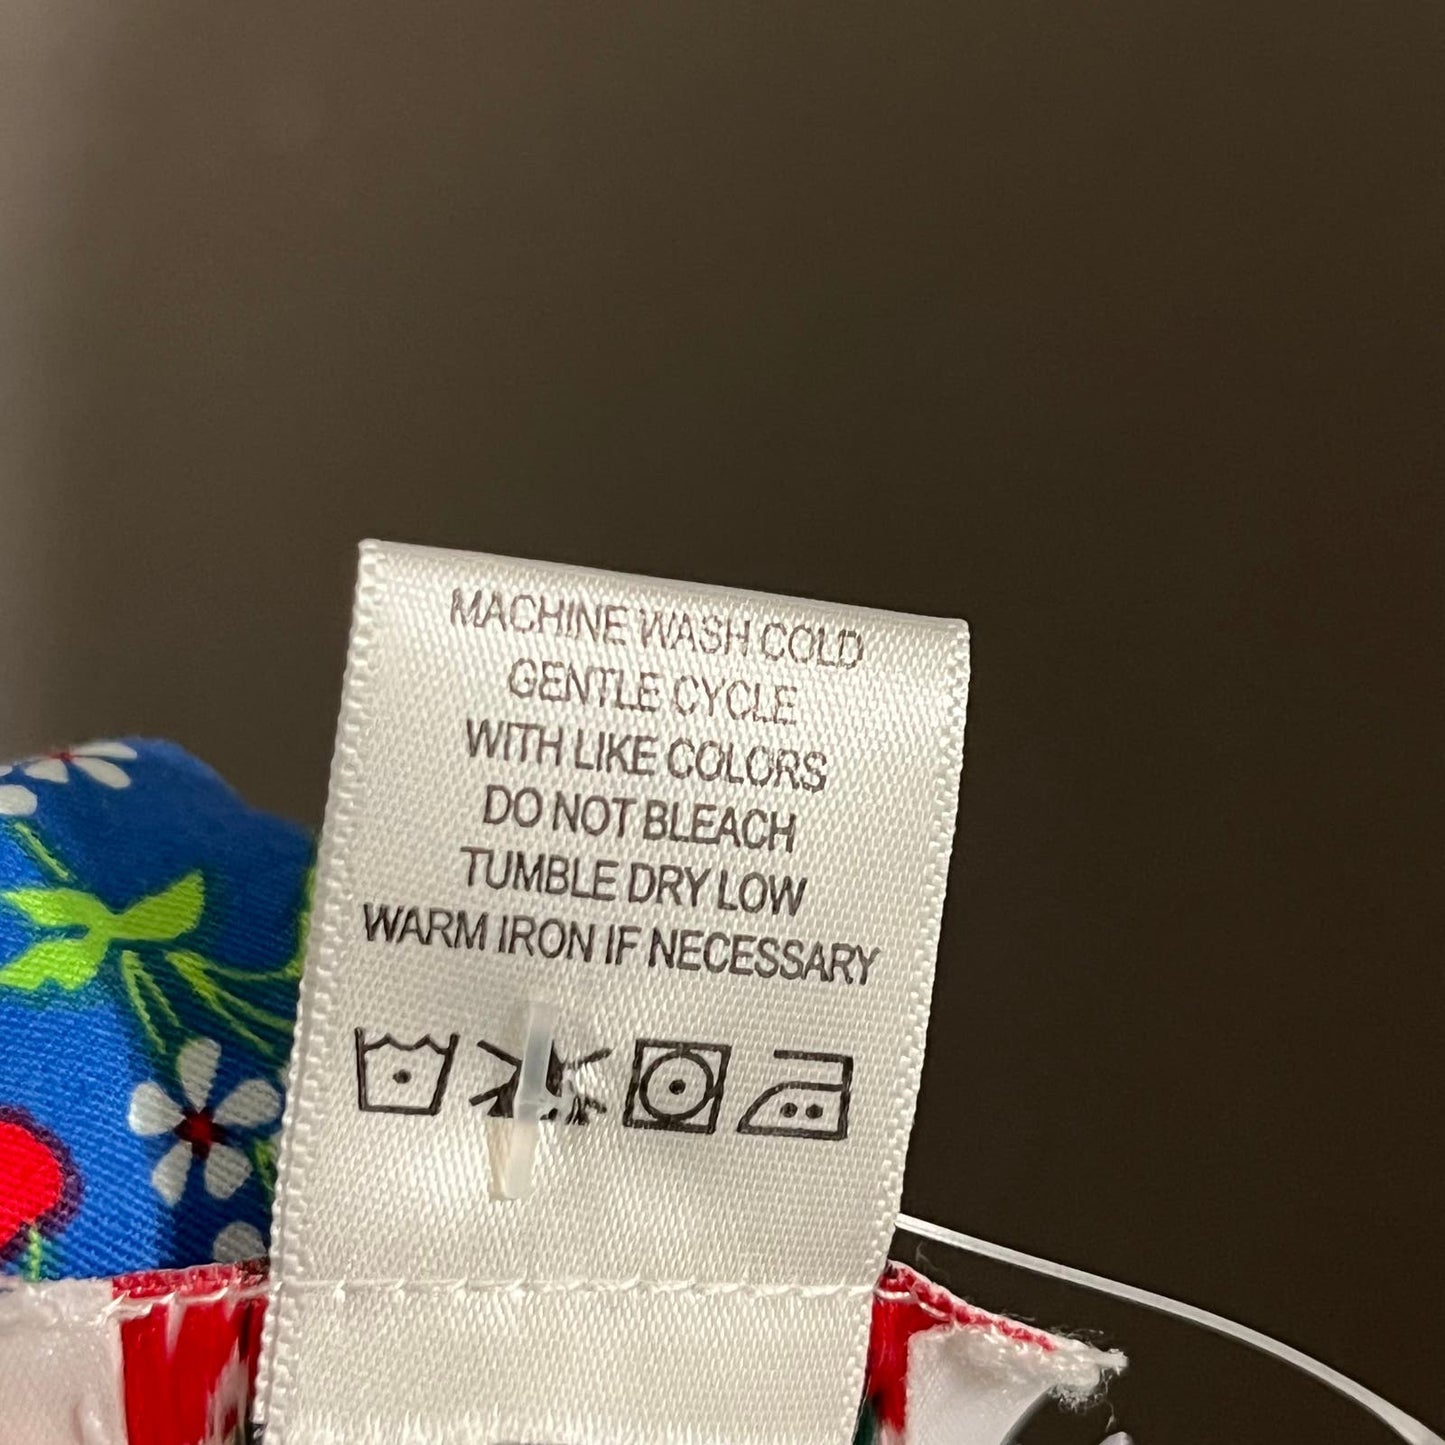 MACHINE WASH COLD
GENTLE CYCLE
WITH LIKE COLORS
DO NOT BLEACH
TUMBLE DRY LOW
WARM IRON IF NECESSARY